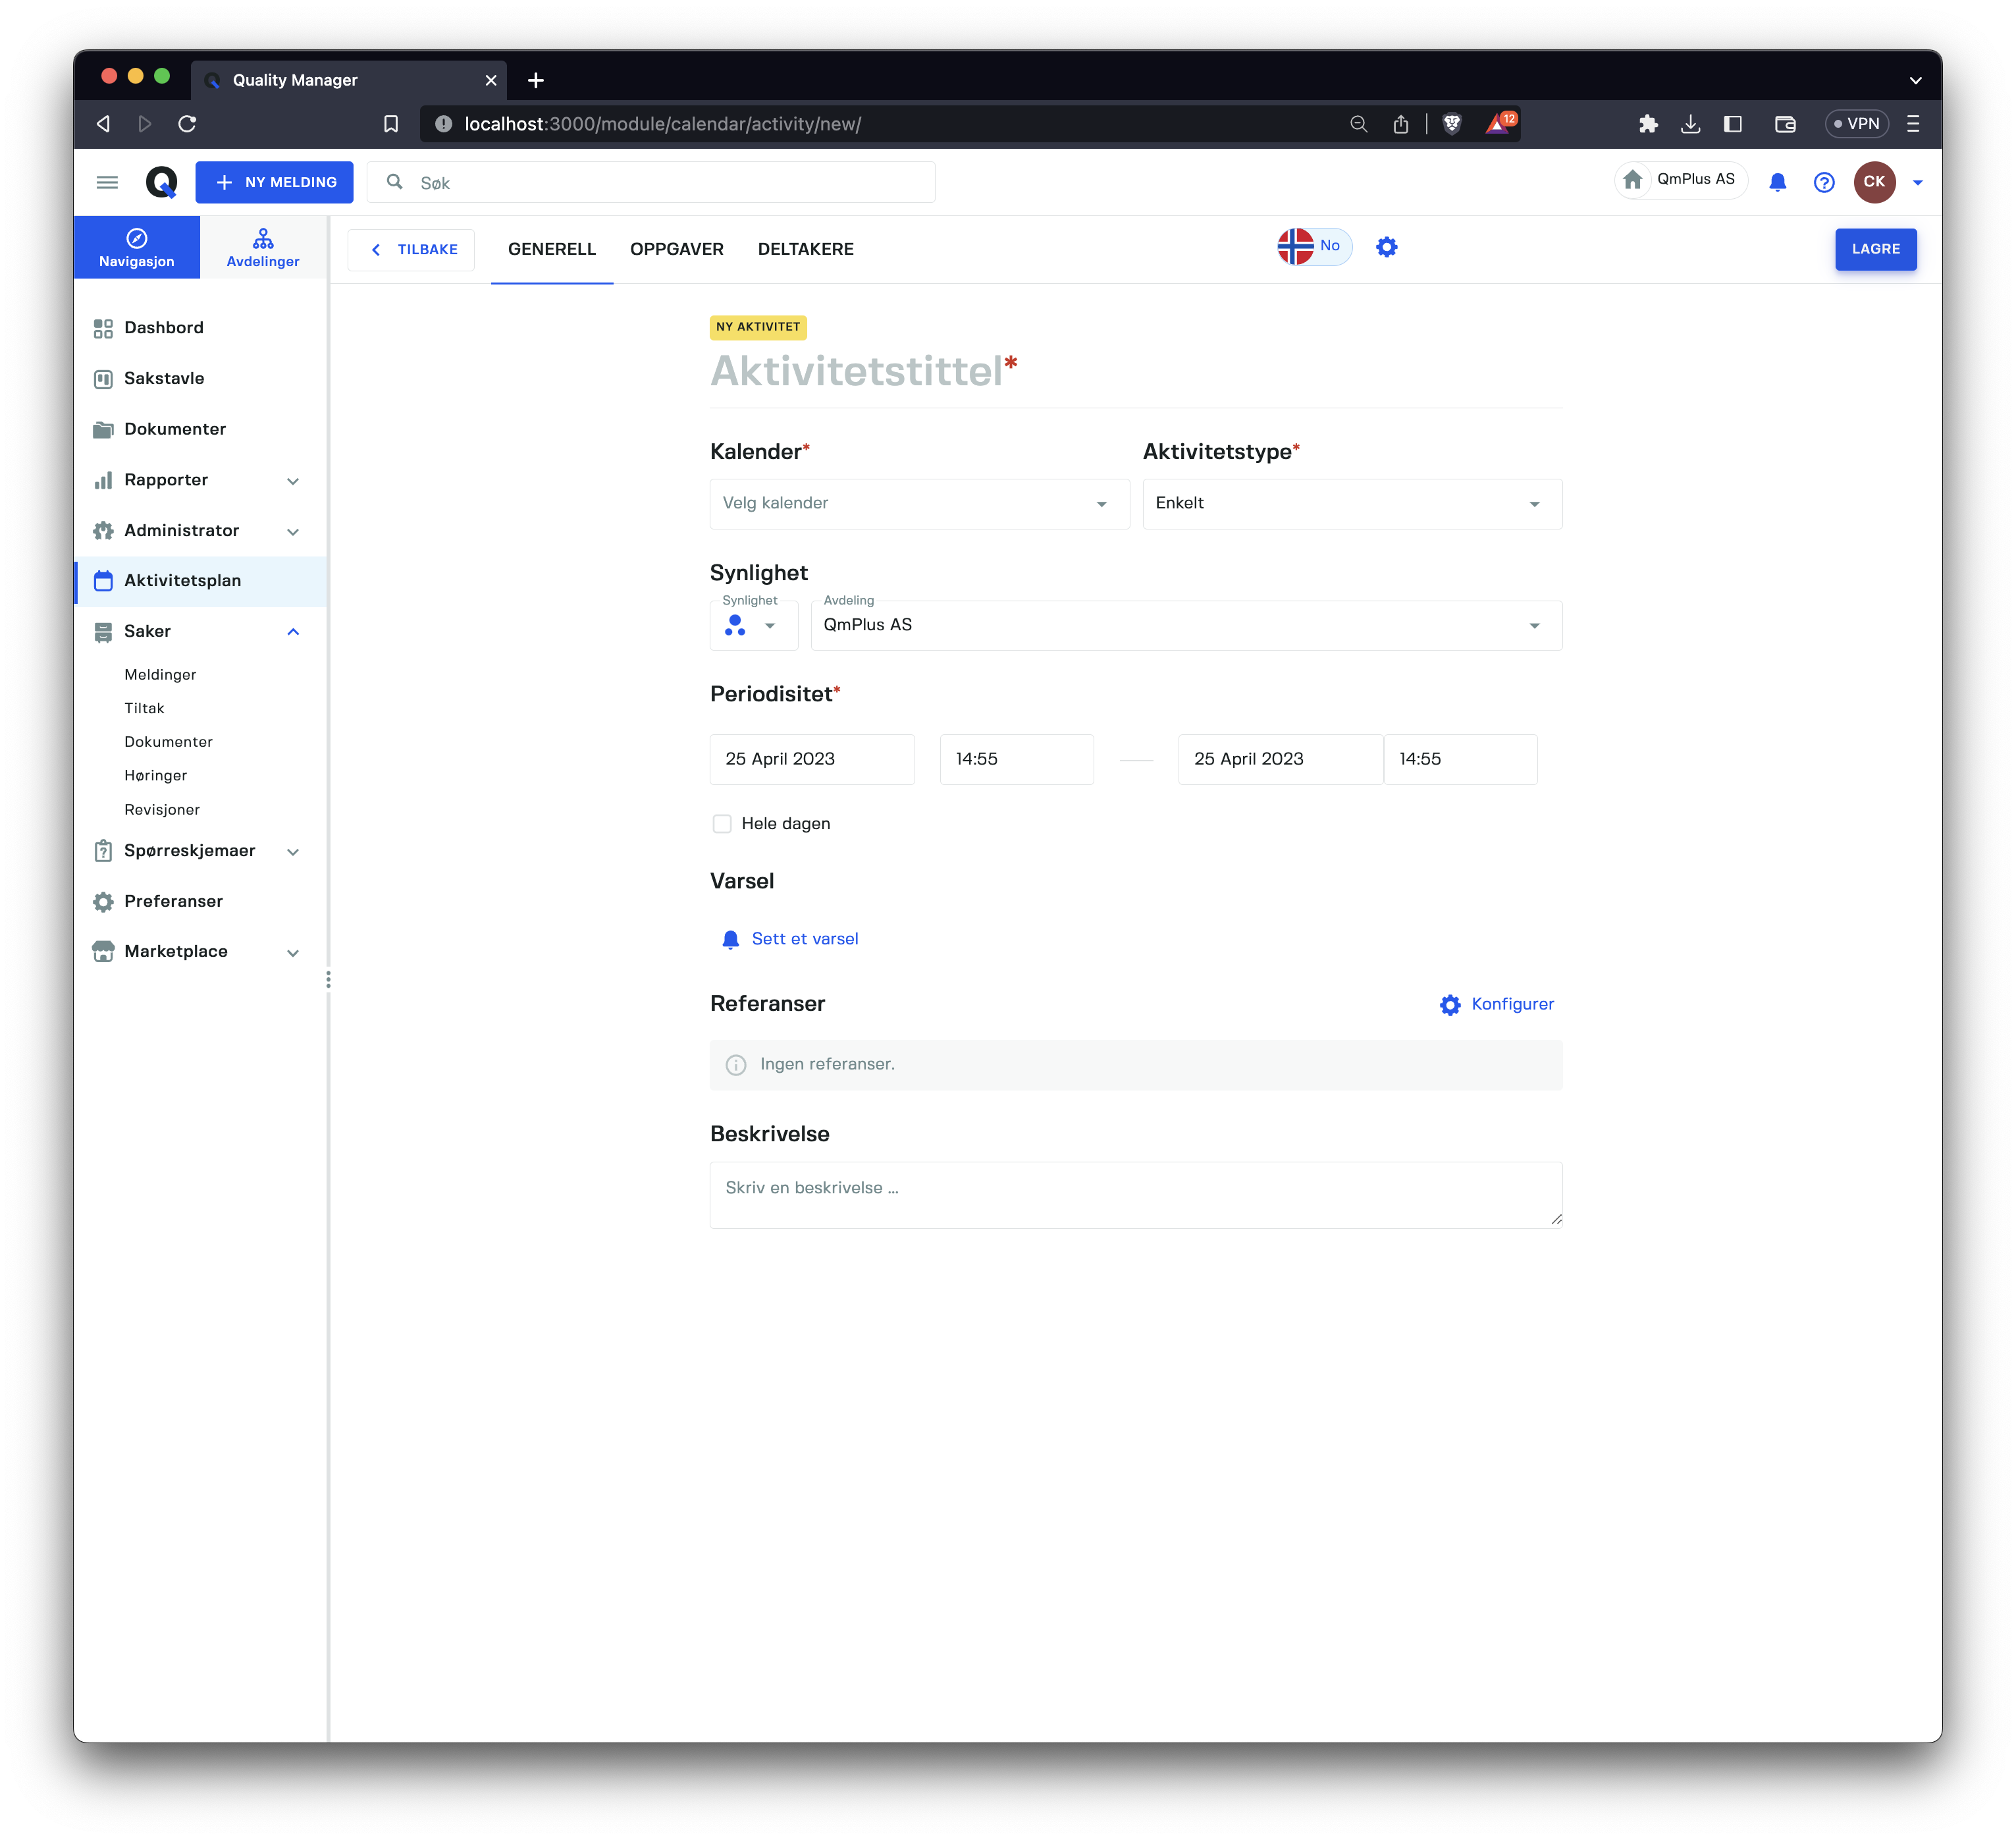 Quality Manager
localhost:3000/module/calendar/activity/new/
12
VPN
NY MELDING
Søk
QmPlus AS
CK
Navigasjon
Avdelinger
TILBAKE
GENERELL
OPPGAVER
DELTAKERE
No
LAGRE
Dashbord
Sakstavle
Dokumenter
Rapporter
Administrator
Aktivitetsplan
Saker
Meldinger
Tiltak
Dokumenter
Høringer
Revisjoner
Spørreskjemaer
Preferanser
Marketplace
NY AKTIVITET
Aktivitetstittel*
Kalender*
Aktivitetstype*
Velg kalender
Enkelt
Synlighet
Synlighet
Avdeling
QmPlus AS
Periodisitet*
25 April 2023
14:55
25 April 2023
14:55
Hele dagen
Varsel
Sett et varsel
Referanser
Konfigurer
Ingen referanser.
Beskrivelse
Skriv en beskrivelse ...